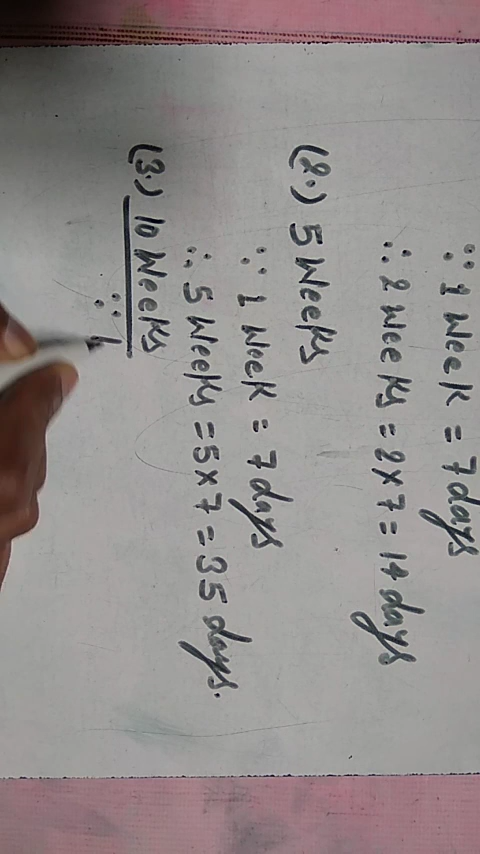 ∵ 1 Week = 7 days
∴ 2 Weeks = 2 × 7 = 14 days
(2.) 5 Weeks
∵ 1 Week = 7 days
∴ 5 Weeks = 5 × 7 = 35 days.
(3.) 10 Weeks
∵ 1